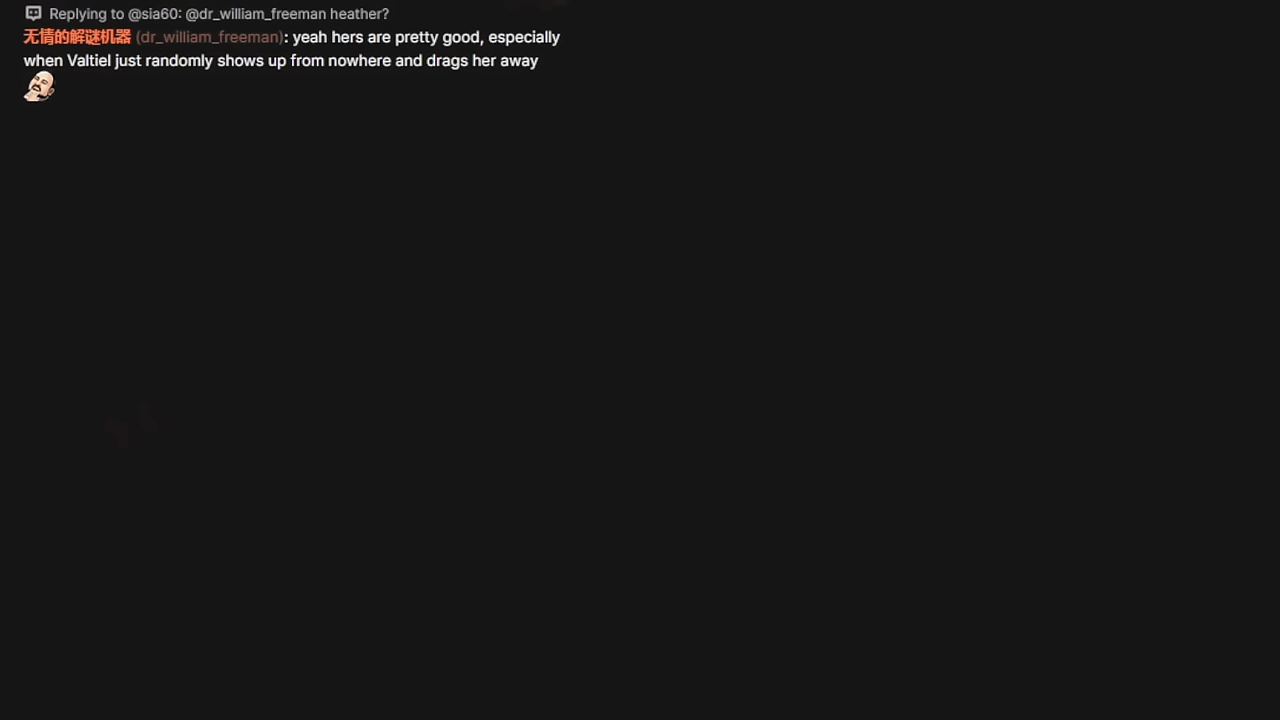 Replying to @sia60: @dr_william_freeman heather?
无情的解谜机器 (dr_william_freeman): yeah hers are pretty good, especially
when Valtiel just randomly shows up from nowhere and drags her away